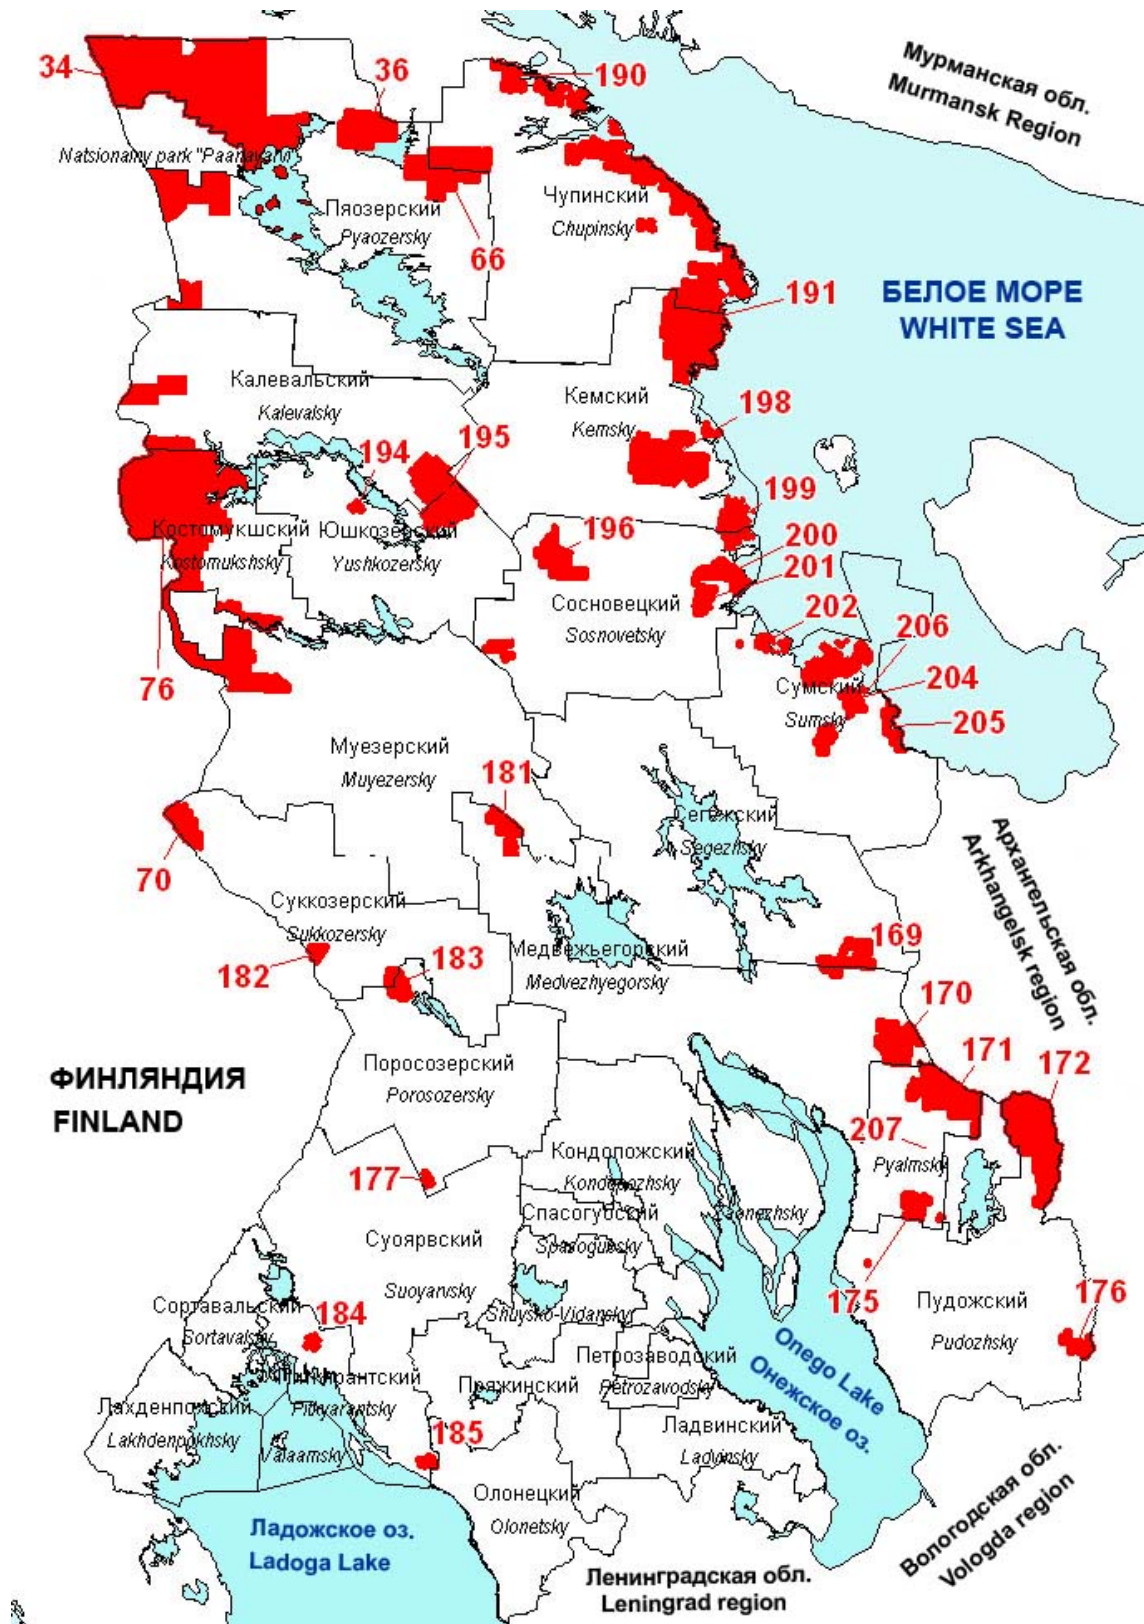 Мурманская обл.
Murmansk Region
34
36
190
Natsionalny park "Paanayarvi"
Чупинский
Chupinsky
Пяозерский
Pyaozersky
66
191
БЕЛОЕ МОРЕ
WHITE SEA
Калевальский
Kalevalsky
Кемский
Kemsky
198
194
195
199
Костомукшский
Kostomukshsky
Юшкозерский
Yushkozersky
196
200
201
Сосновецкий
Sosnovetsky
202
206
76
Сумский
Sumsky
204
205
Муезерский
Muyezersky
181
Сегежский
Segezhsky
70
Архангельская обл.
Arkhangelsk region
Суккозерский
Sukkozersky
182
183
Медвежьегорский
Medvezhyegorsky
169
170
ФИНЛЯНДИЯ
FINLAND
Поросозерский
Porosozersky
171
172
207
Pyalmsky
177
Кондопожский
Kondopozhsky
Спасогубский
Spasogubsky
Zaonezhsky
Суоярвский
Suoyansky
Shuysko-Vidansky
175
176
Пудожский
Pudozhsky
Сортавальский
Sortavalsky
184
Onego Lake
Онежское оз.
Петрозаводский
Petrozavodsky
Питкярантский
Pitkyarantsky
Пряжинский
Лахденпохский
Lakhdenpokhsky
Valaamsky
185
Ладвинский
Ladvinsky
Олонецкий
Olonetsky
Ладожское оз.
Ladoga Lake
Ленинградская обл.
Leningrad region
Вологодская обл.
Vologda region